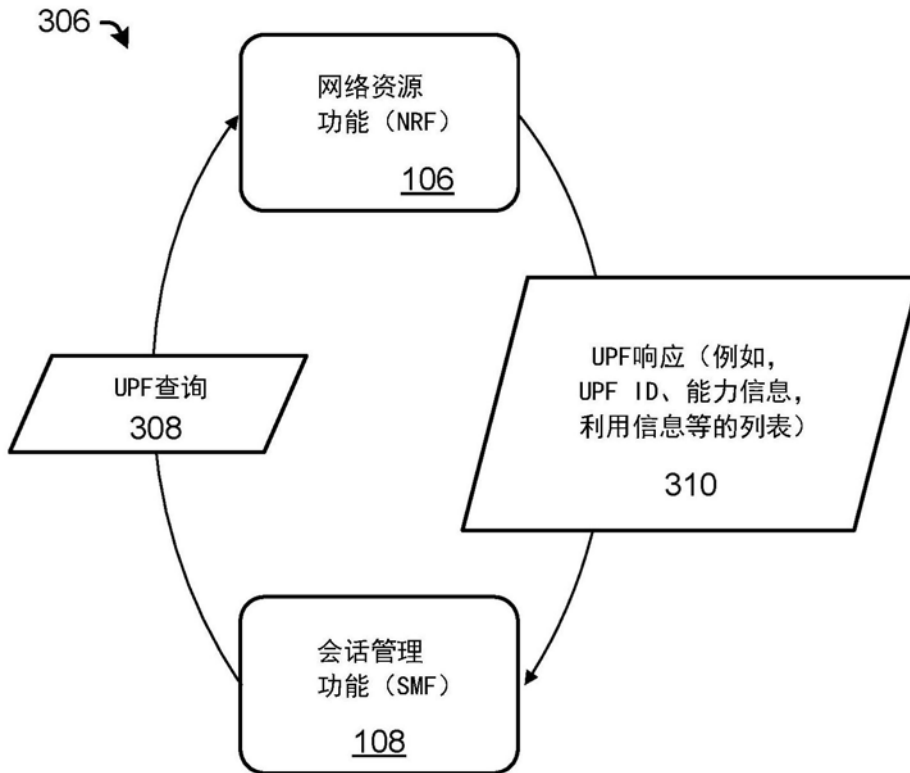 306
网络资源
功能（NRF）
106
UPF查询
308
UPF响应（例如，
UPF ID、能力信息，
利用信息等的列表）
310
会话管理
功能（SMF）
108